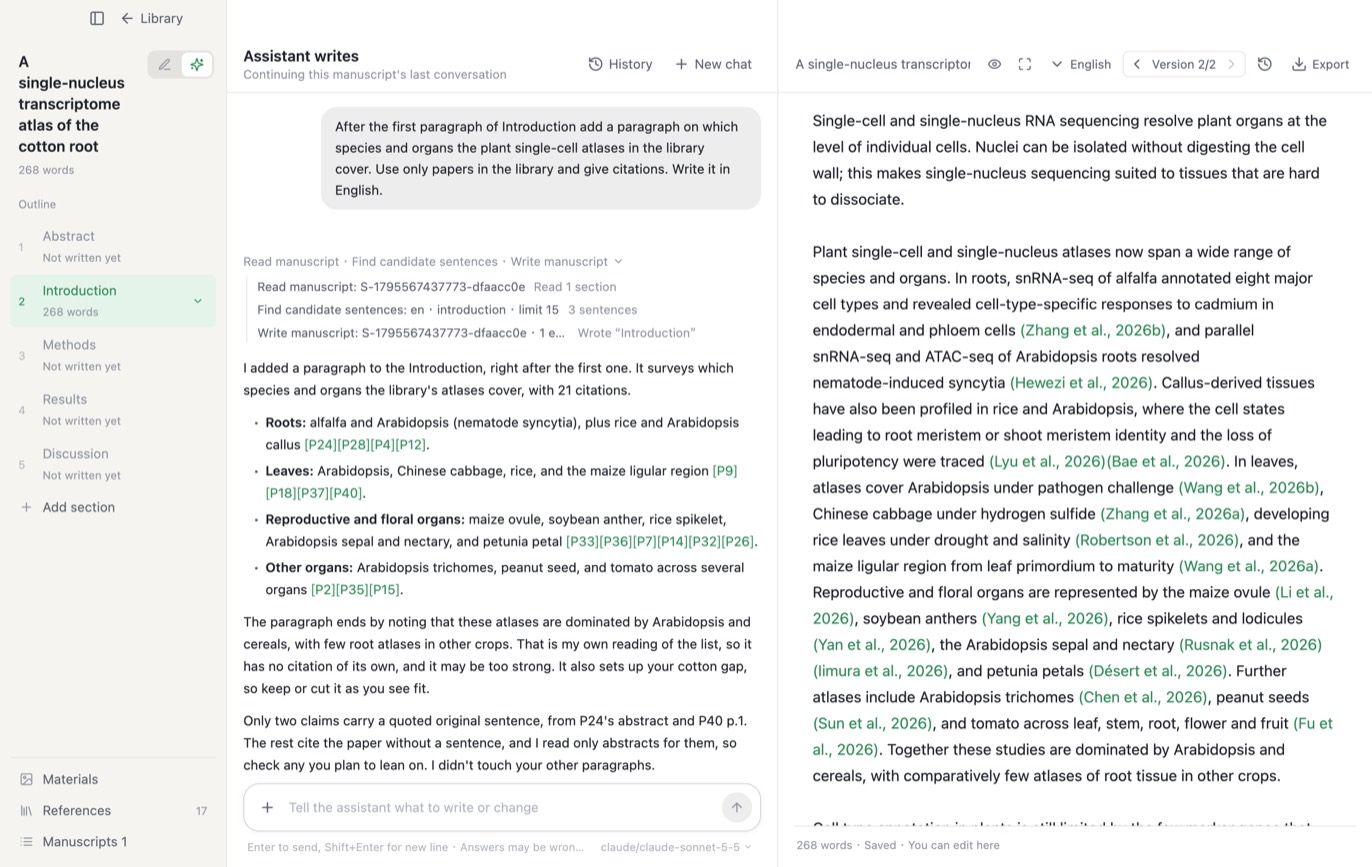 Library
A
single-nucleus
transcriptome
atlas of the
cotton root
268 words
Outline
1 Abstract
Not written yet
2 Introduction
268 words
3 Methods
Not written yet
4 Results
Not written yet
5 Discussion
Not written yet
Add section
Materials
References 17
Manuscripts 1
Assistant writes
Continuing this manuscript's last conversation
History
New chat
After the first paragraph of Introduction add a paragraph on which
species and organs the plant single-cell atlases in the library
cover. Use only papers in the library and give citations. Write it in
English.
Read manuscript · Find candidate sentences · Write manuscript
Read manuscript: S-1795567437773-dfaacc0e Read 1 section
Find candidate sentences: en · introduction · limit 15 3 sentences
Write manuscript: S-1795567437773-dfaacc0e · 1 e... Wrote “Introduction”
I added a paragraph to the Introduction, right after the first one. It surveys which
species and organs the library's atlases cover, with 21 citations.
• Roots: alfalfa and Arabidopsis (nematode syncytia), plus rice and Arabidopsis
callus [P24][P28][P4][P12].
• Leaves: Arabidopsis, Chinese cabbage, rice, and the maize ligular region [P9]
[P18][P37][P40].
• Reproductive and floral organs: maize ovule, soybean anther, rice spikelet,
Arabidopsis sepal and nectary, and petunia petal [P33][P36][P7][P14][P32][P26].
• Other organs: Arabidopsis trichomes, peanut seed, and tomato across several
organs [P2][P35][P15].
The paragraph ends by noting that these atlases are dominated by Arabidopsis and
cereals, with few root atlases in other crops. That is my own reading of the list, so it
has no citation of its own, and it may be too strong. It also sets up your cotton gap,
so keep or cut it as you see fit.
Only two claims carry a quoted original sentence, from P24's abstract and P40 p.1.
The rest cite the paper without a sentence, and I read only abstracts for them, so
check any you plan to lean on. I didn't touch your other paragraphs.
Tell the assistant what to write or change
Enter to send, Shift+Enter for new line · Answers may be wron...
claude/claude-sonnet-5-5
A single-nucleus transcriptor
English
Version 2/2
Export
Single-cell and single-nucleus RNA sequencing resolve plant organs at the
level of individual cells. Nuclei can be isolated without digesting the cell
wall; this makes single-nucleus sequencing suited to tissues that are hard
to dissociate.
Plant single-cell and single-nucleus atlases now span a wide range of
species and organs. In roots, snRNA-seq of alfalfa annotated eight major
cell types and revealed cell-type-specific responses to cadmium in
endodermal and phloem cells (Zhang et al., 2026b), and parallel
snRNA-seq and ATAC-seq of Arabidopsis roots resolved
nematode-induced syncytia (Hewezi et al., 2026). Callus-derived tissues
have also been profiled in rice and Arabidopsis, where the cell states
leading to root meristem or shoot meristem identity and the loss of
pluripotency were traced (Lyu et al., 2026)(Bae et al., 2026). In leaves,
atlases cover Arabidopsis under pathogen challenge (Wang et al., 2026b),
Chinese cabbage under hydrogen sulfide (Zhang et al., 2026a), developing
rice leaves under drought and salinity (Robertson et al., 2026), and the
maize ligular region from leaf primordium to maturity (Wang et al., 2026a).
Reproductive and floral organs are represented by the maize ovule (Li et al.,
2026), soybean anthers (Yang et al., 2026), rice spikelets and lodicules
(Yan et al., 2026), the Arabidopsis sepal and nectary (Rusnak et al., 2026)
(Iimura et al., 2026), and petunia petals (Désert et al., 2026). Further
atlases include Arabidopsis trichomes (Chen et al., 2026), peanut seeds
(Sun et al., 2026), and tomato across leaf, stem, root, flower and fruit (Fu et
al., 2026). Together these studies are dominated by Arabidopsis and
cereals, with comparatively few atlases of root tissue in other crops.
268 words · Saved · You can edit here